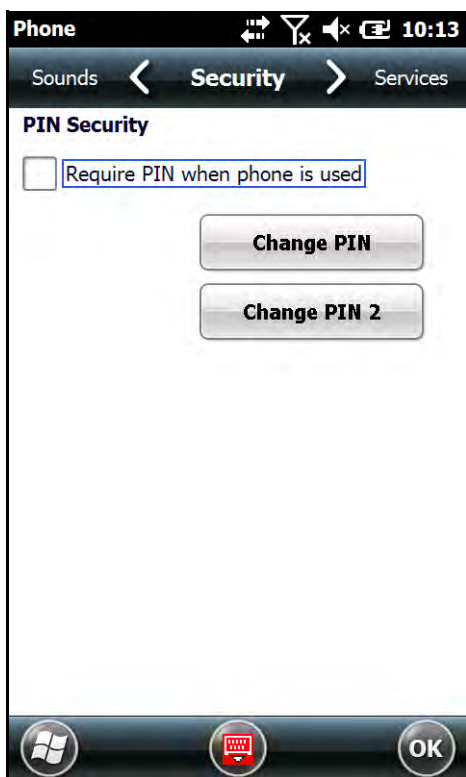 Phone 10:13
Sounds Security Services
PIN Security
Require PIN when phone is used
Change PIN
Change PIN 2
OK